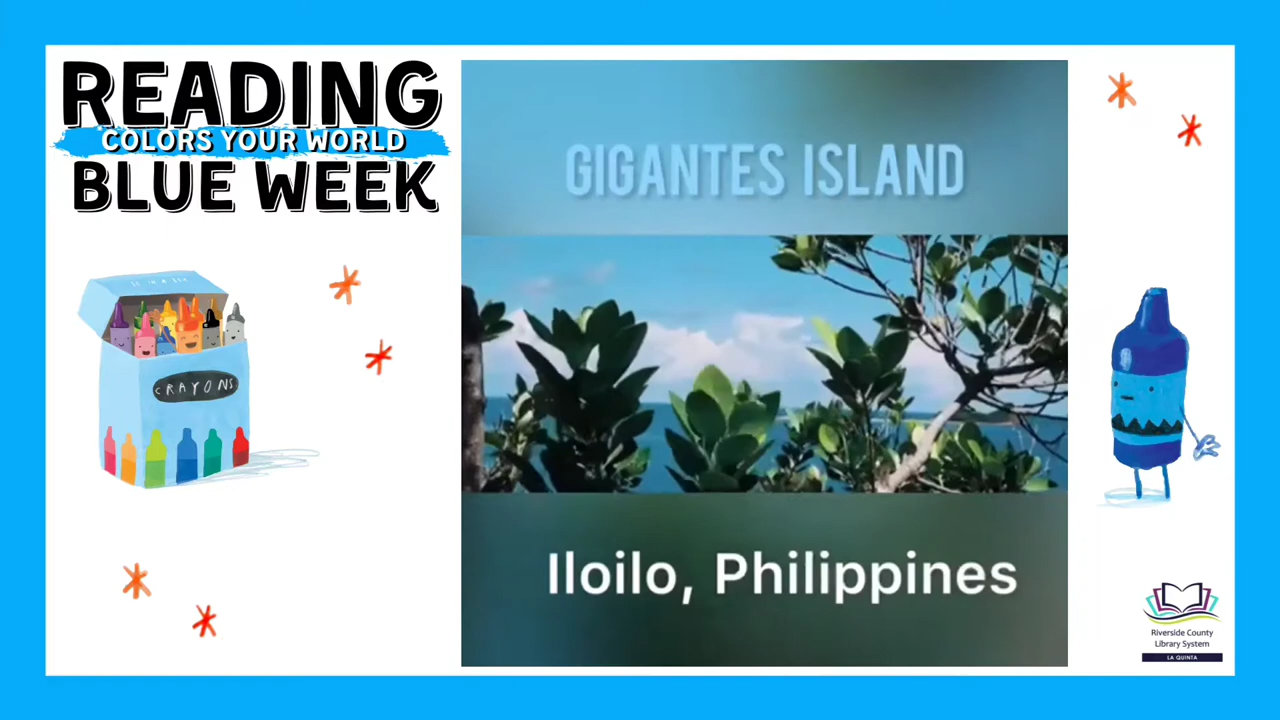 READING
COLORS YOUR WORLD
BLUE WEEK
GIGANTES ISLAND
CRAYONS
Iloilo, Philippines
Riverside County
Library System
LA QUINTA